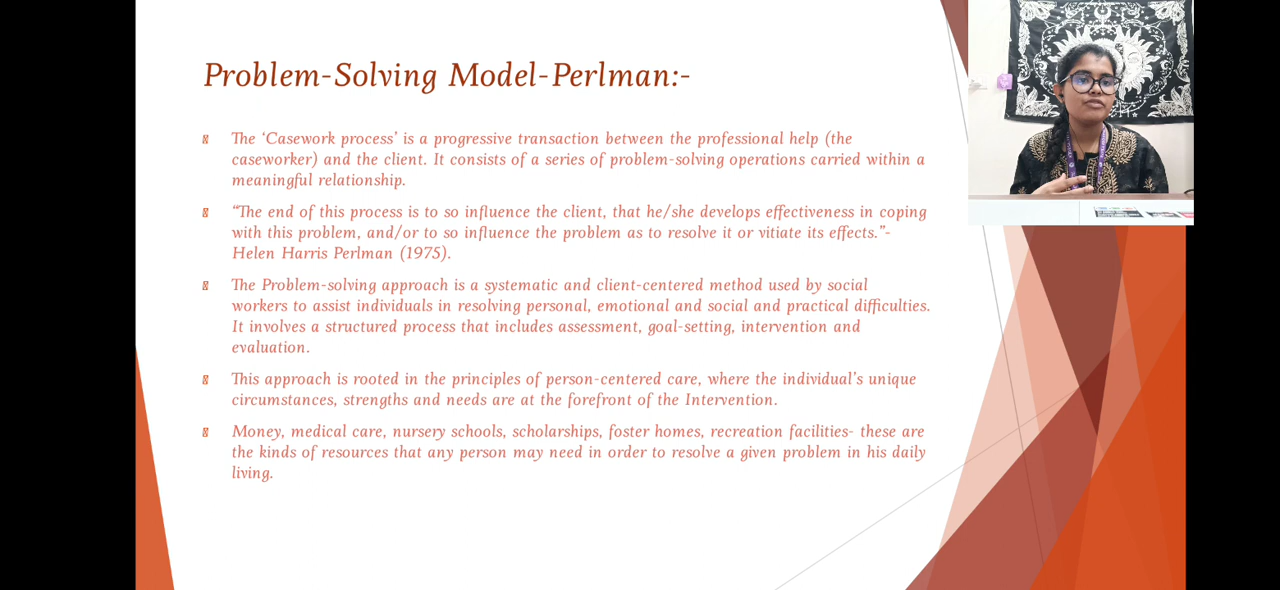 Problem-Solving Model-Perlman:-
The ‘Casework process’ is a progressive transaction between the professional help (the
caseworker) and the client. It consists of a series of problem-solving operations carried within a
meaningful relationship.
“The end of this process is to so influence the client, that he/she develops effectiveness in coping
with this problem, and/or to so influence the problem as to resolve it or vitiate its effects.”-
Helen Harris Perlman (1975).
The Problem-solving approach is a systematic and client-centered method used by social
workers to assist individuals in resolving personal, emotional and social and practical difficulties.
It involves a structured process that includes assessment, goal-setting, intervention and
evaluation.
This approach is rooted in the principles of person-centered care, where the individual’s unique
circumstances, strengths and needs are at the forefront of the Intervention.
Money, medical care, nursery schools, scholarships, foster homes, recreation facilities- these are
the kinds of resources that any person may need in order to resolve a given problem in his daily
living.